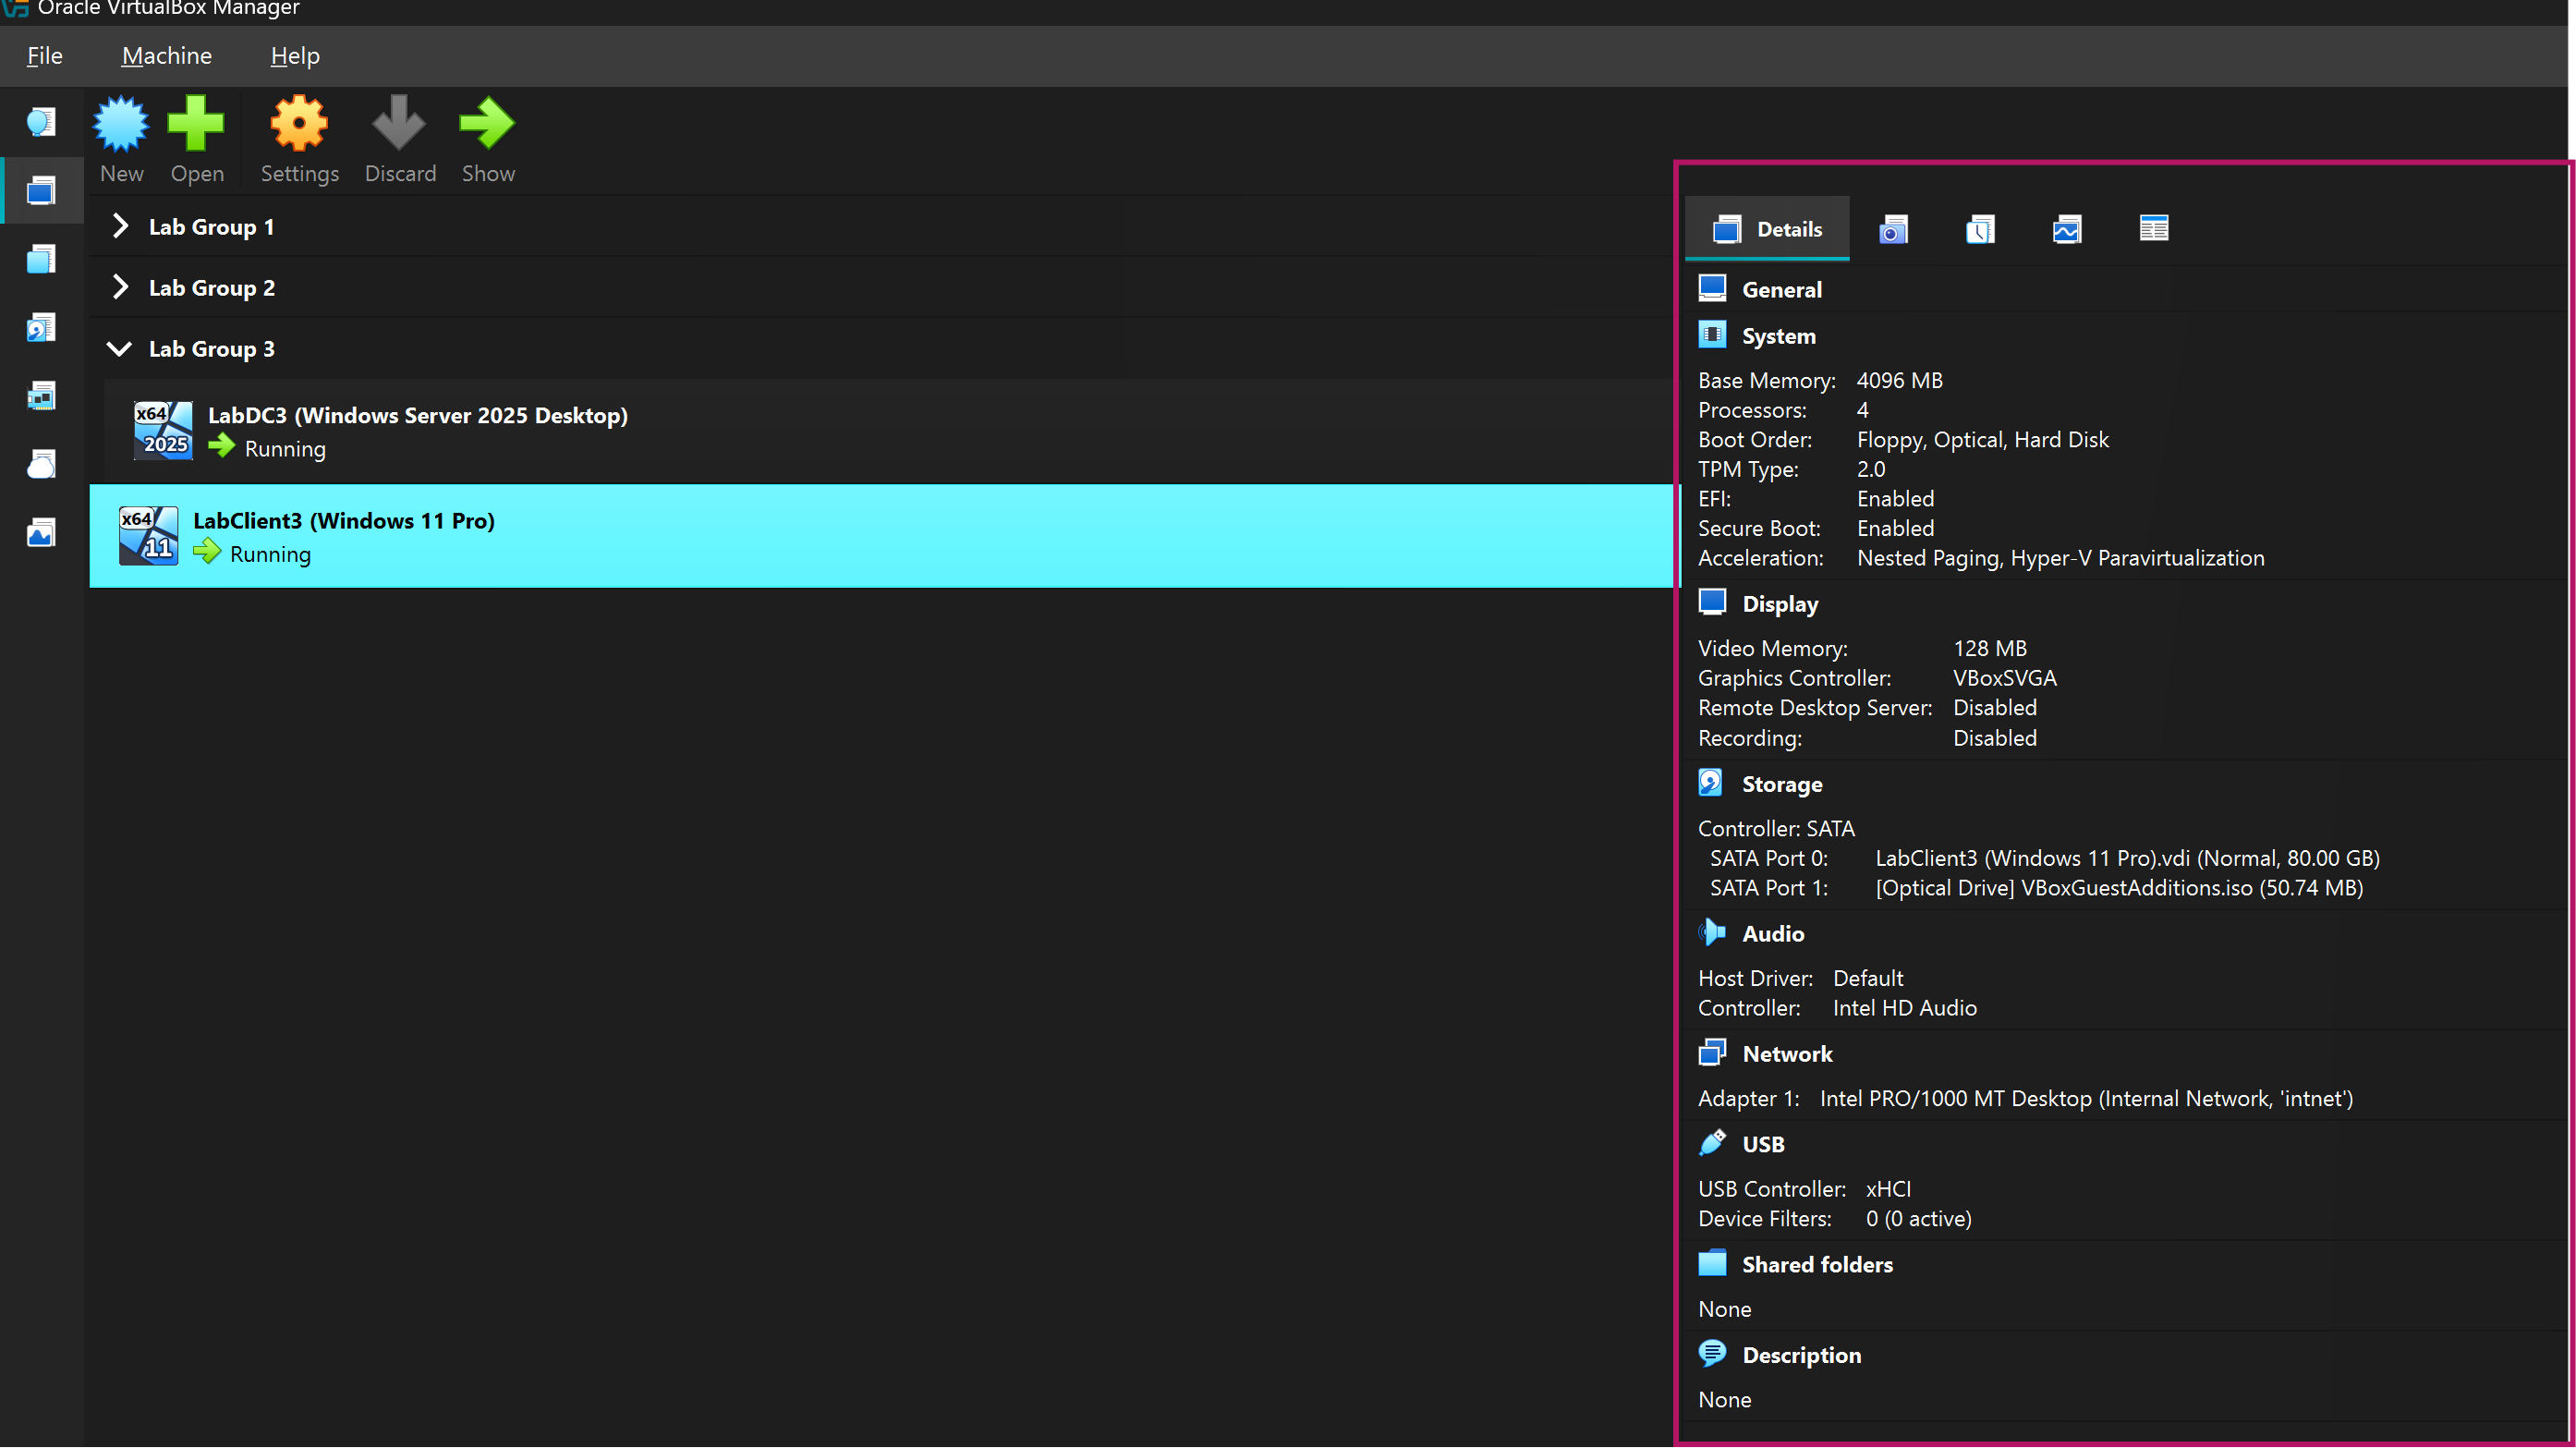 Oracle VirtualBox Manager
File Machine Help
New Open Settings Discard Show
Lab Group 1
Lab Group 2
Lab Group 3
x64
2025
LabDC3 (Windows Server 2025 Desktop)
Running
x64
11
LabClient3 (Windows 11 Pro)
Running
Details
General
System
Base Memory: 4096 MB
Processors: 4
Boot Order: Floppy, Optical, Hard Disk
TPM Type: 2.0
EFI: Enabled
Secure Boot: Enabled
Acceleration: Nested Paging, Hyper-V Paravirtualization
Display
Video Memory: 128 MB
Graphics Controller: VBoxSVGA
Remote Desktop Server: Disabled
Recording: Disabled
Storage
Controller: SATA
SATA Port 0: LabClient3 (Windows 11 Pro).vdi (Normal, 80.00 GB)
SATA Port 1: [Optical Drive] VBoxGuestAdditions.iso (50.74 MB)
Audio
Host Driver: Default
Controller: Intel HD Audio
Network
Adapter 1: Intel PRO/1000 MT Desktop (Internal Network, 'intnet')
USB
USB Controller: xHCI
Device Filters: 0 (0 active)
Shared folders
None
Description
None